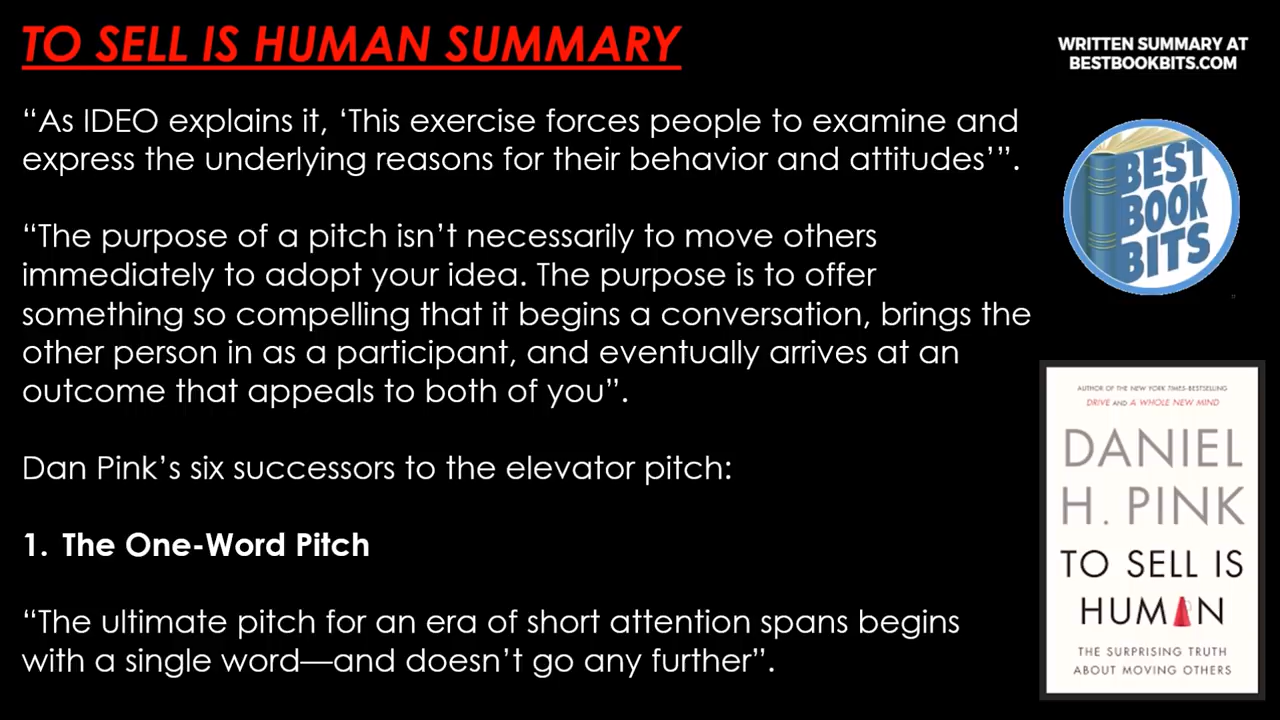 TO SELL IS HUMAN SUMMARY
WRITTEN SUMMARY AT
BESTBOOKBITS.COM
“As IDEO explains it, ‘This exercise forces people to examine and
express the underlying reasons for their behavior and attitudes’”.
“The purpose of a pitch isn’t necessarily to move others
immediately to adopt your idea. The purpose is to offer
something so compelling that it begins a conversation, brings the
other person in as a participant, and eventually arrives at an
outcome that appeals to both of you”.
Dan Pink’s six successors to the elevator pitch:
1. The One-Word Pitch
“The ultimate pitch for an era of short attention spans begins
with a single word—and doesn’t go any further”.
BEST
BOOK
BITS
AUTHOR OF THE NEW YORK TIMES-BESTSELLING
DRIVE AND A WHOLE NEW MIND
DANIEL
H. PINK
TO SELL IS
HUMAN
THE SURPRISING TRUTH
ABOUT MOVING OTHERS